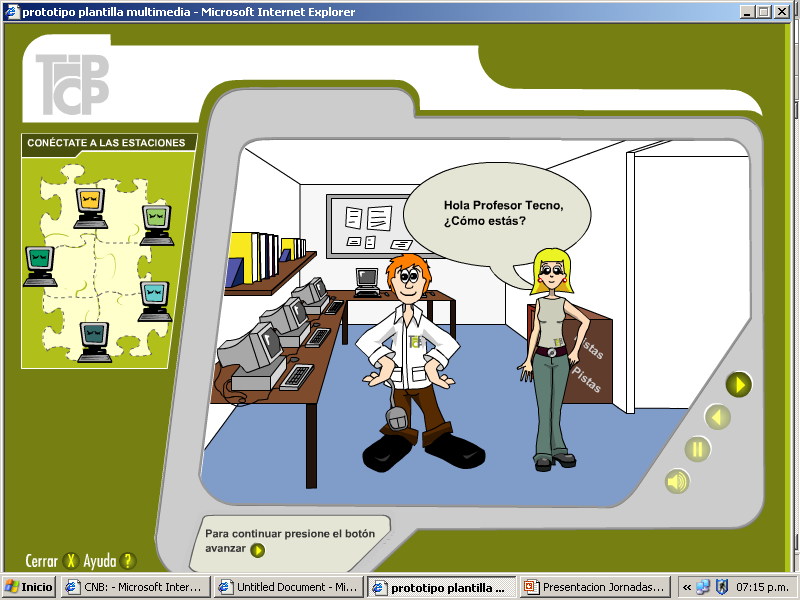 prototipo plantilla multimedia - Microsoft Internet Explorer
CONÉCTATE A LAS ESTACIONES
Hola Profesor Tecno,
¿Cómo estás?
Pistas
Para continuar presione el botón
avanzar
Cerrar X Ayuda ?
Inicio
CNB: - Microsoft Inter...
Untitled Document - Mi...
prototipo plantilla ...
Presentacion Jornadas...
«
07:15 p.m.